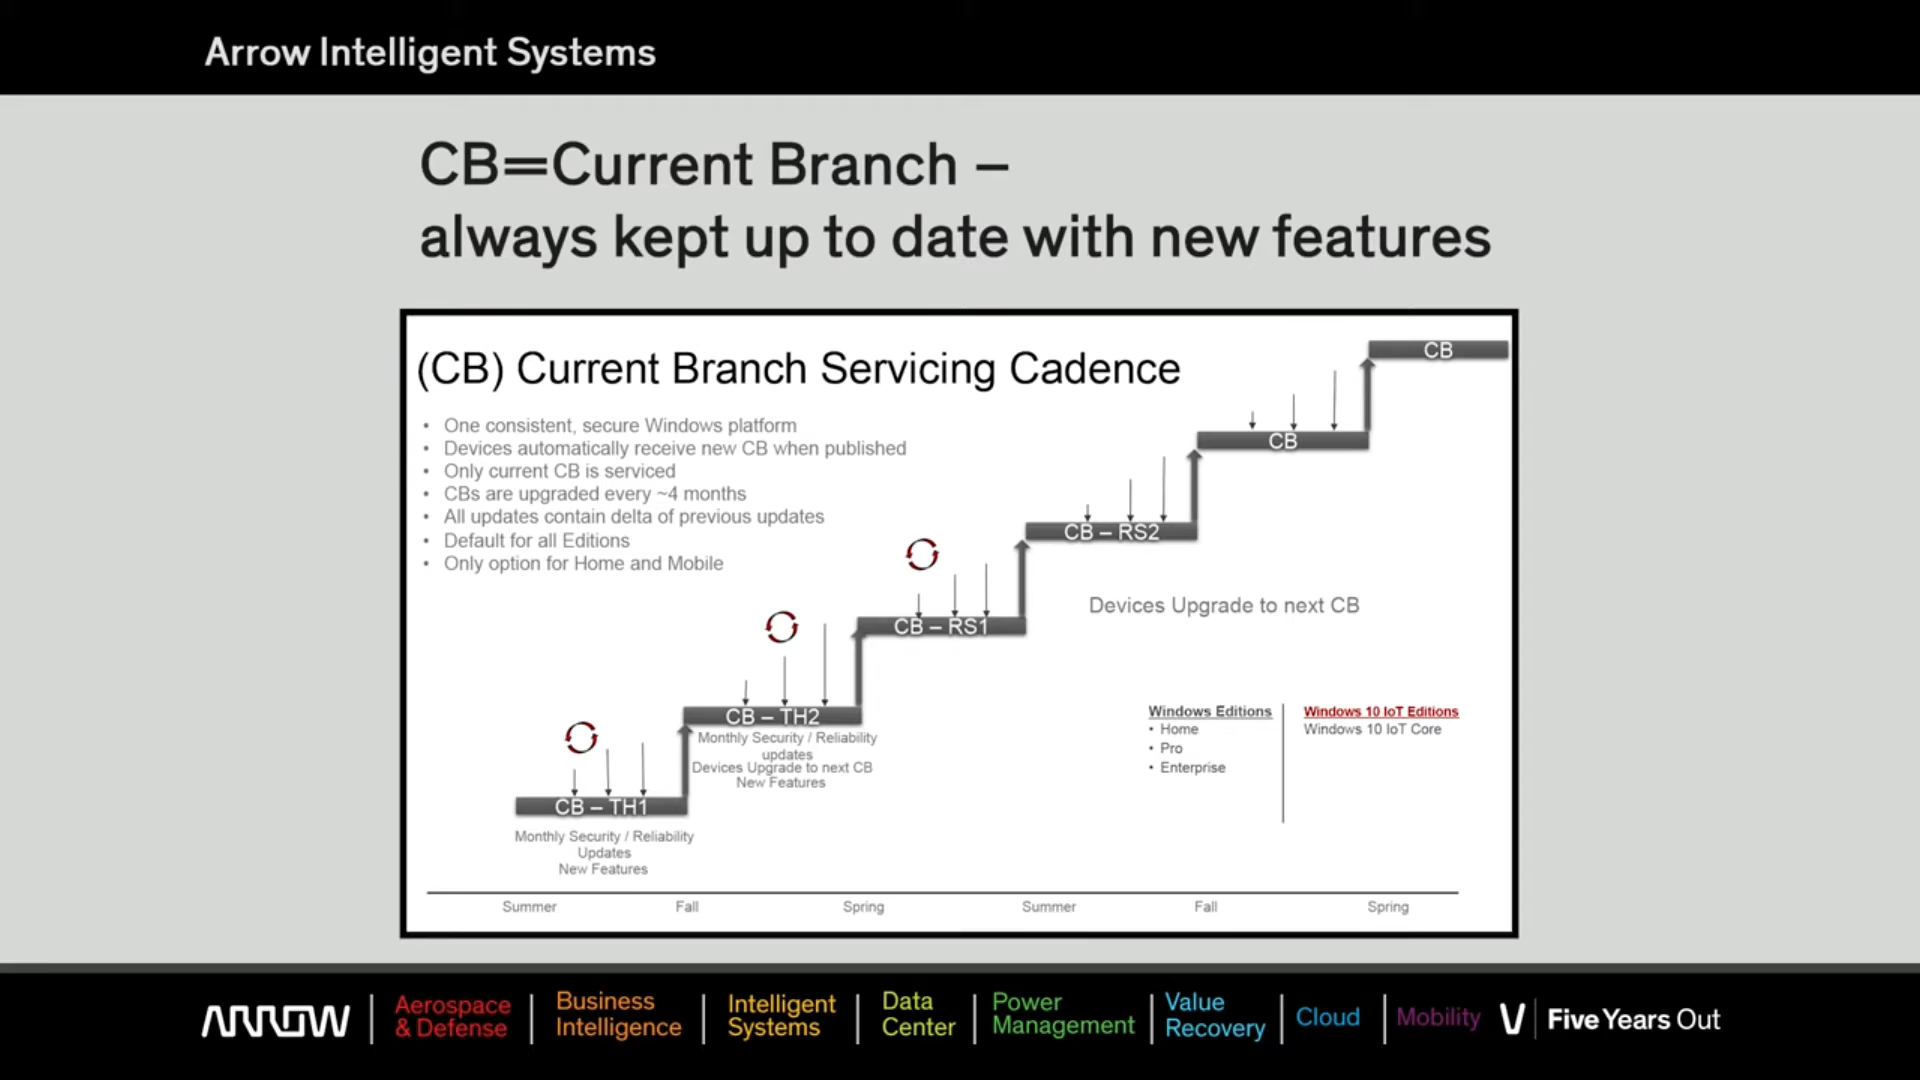 Arrow Intelligent Systems
CB=Current Branch –
always kept up to date with new features
(CB) Current Branch Servicing Cadence
• One consistent, secure Windows platform
• Devices automatically receive new CB when published
• Only current CB is serviced
• CBs are upgraded every ~4 months
• All updates contain delta of previous updates
• Default for all Editions
• Only option for Home and Mobile
CB
CB
CB – RS2
CB – RS1
Devices Upgrade to next CB
CB – TH2
Monthly Security / Reliability
updates
Devices Upgrade to next CB
New Features
CB – TH1
Monthly Security / Reliability
Updates
New Features
Windows Editions
• Home
• Pro
• Enterprise
Windows 10 IoT Editions
Windows 10 IoT Core
Summer Fall Spring Summer Fall Spring
ARROW
Aerospace
& Defense
Business
Intelligence
Intelligent
Systems
Data
Center
Power
Management
Value
Recovery
Cloud
Mobility
Five Years Out